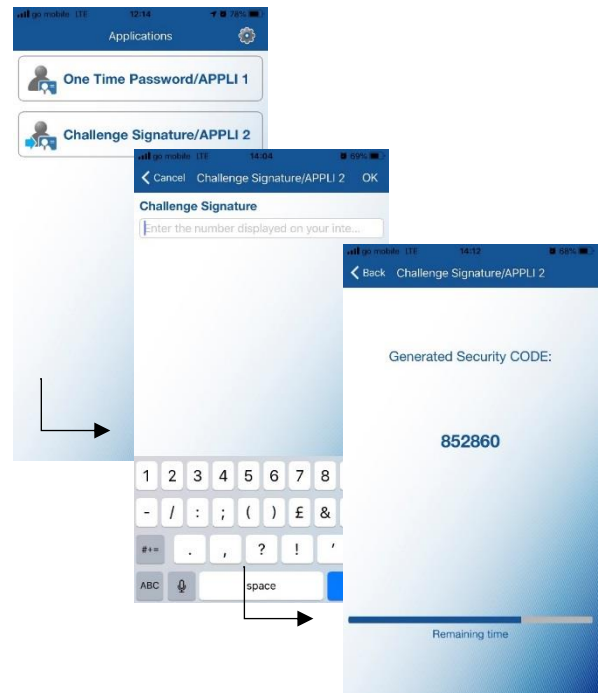 go mobile LTE 12:14 78%
Applications
One Time Password/APPLI 1
Challenge Signature/APPLI 2
go mobile LTE 14:04 69%
Cancel Challenge Signature/APPLI 2 OK
Challenge Signature
Enter the number displayed on your inte...
1 2 3 4 5 6 7 8
- / : ; ( ) £ &
#+= . , ? ! '
ABC space
go mobile LTE 14:12 68%
Back Challenge Signature/APPLI 2
Generated Security CODE:
852860
Remaining time